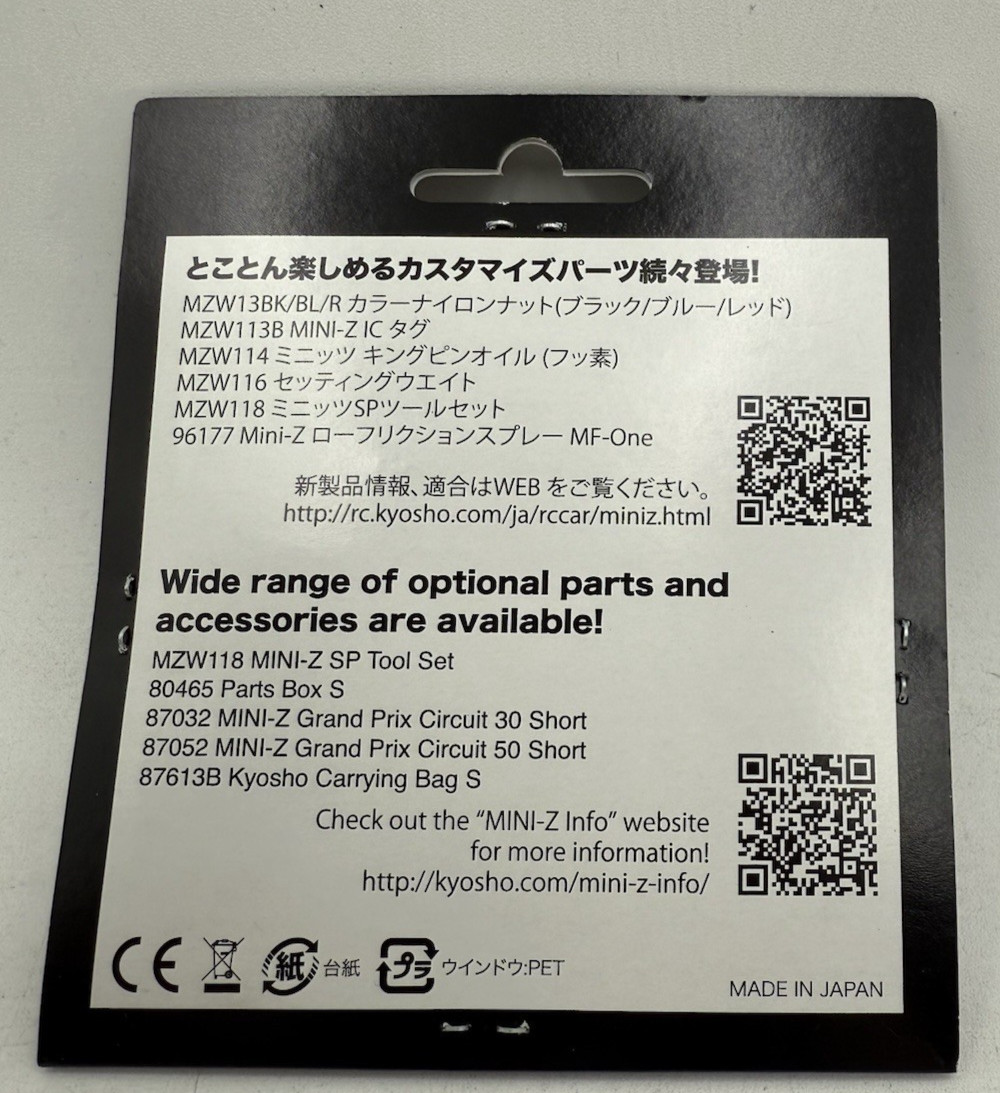 とことん楽しめるカスタマイズパーツ続々登場!
MZW13BK/BL/R カラーナイロンナット(ブラック/ブルー/レッド)
MZW113B MINI-Z IC タグ
MZW114 ミニッツ キングピンオイル (フッ素)
MZW116 セッティングウエイト
MZW118 ミニッツSPツールセット
96177 Mini-Z ローフリクションスプレー MF-One
新製品情報、適合はWEB をご覧ください。
http://rc.kyosho.com/ja/rccar/miniz.html
Wide range of optional parts and
accessories are available!
MZW118 MINI-Z SP Tool Set
80465 Parts Box S
87032 MINI-Z Grand Prix Circuit 30 Short
87052 MINI-Z Grand Prix Circuit 50 Short
87613B Kyosho Carrying Bag S
Check out the “MINI-Z Info” website
for more information!
http://kyosho.com/mini-z-info/
CE 紙 台紙 プラ ウインドウ:PET
MADE IN JAPAN